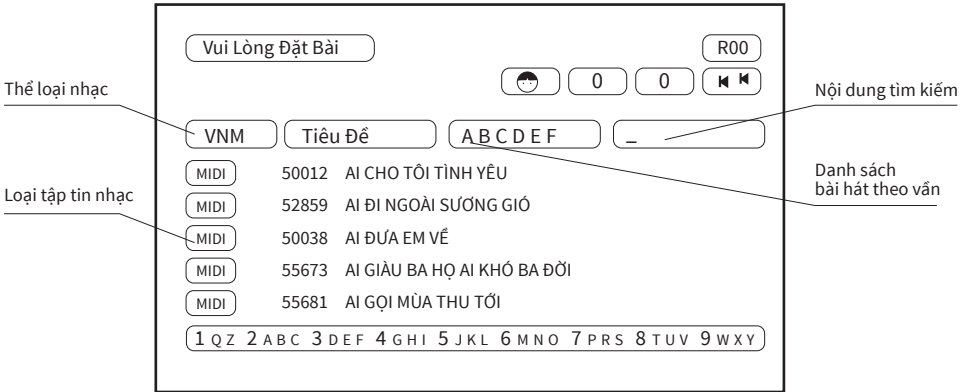 Vui Lòng Đặt Bài R00
0 0
Thể loại nhạc
Nội dung tìm kiếm
VNM Tiêu Đề A B C D E F _
MIDI 50012 AI CHO TÔI TÌNH YÊU
Danh sách
bài hát theo vần
Loại tập tin nhạc
MIDI 52859 AI ĐI NGOÀI SƯƠNG GIÓ
MIDI 50038 AI ĐƯA EM VỀ
MIDI 55673 AI GIÀU BA HỌ AI KHÓ BA ĐỜI
MIDI 55681 AI GỌI MÙA THU TỚI
1 Q Z 2 A B C 3 D E F 4 G H I 5 J K L 6 M N O 7 P R S 8 T U V 9 W X Y